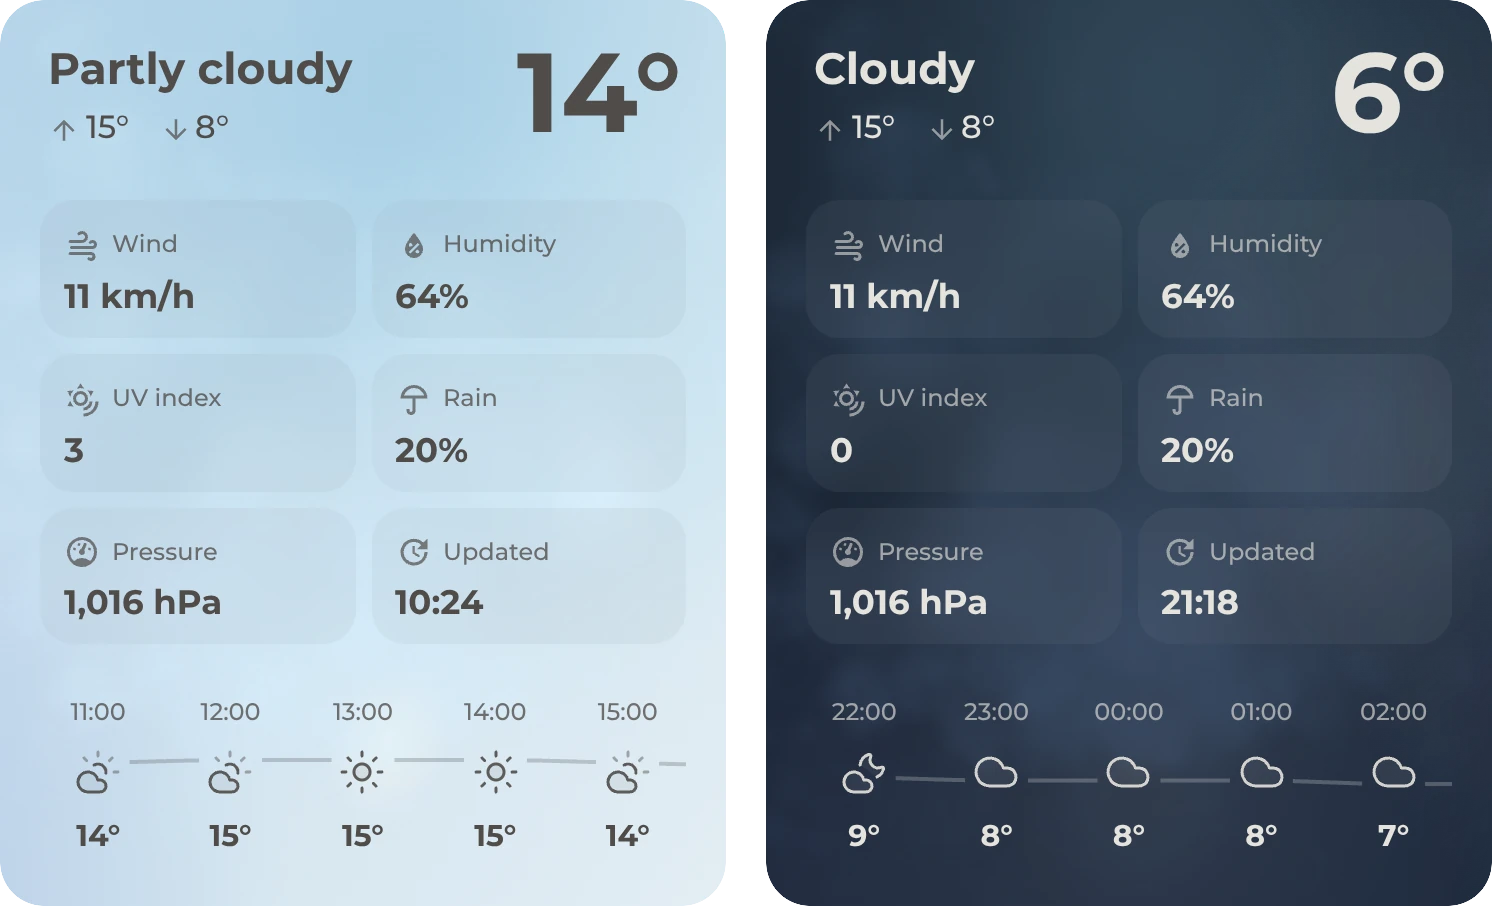 Partly cloudy
14°
↑ 15° ↓ 8°
Wind
11 km/h
Humidity
64%
UV index
3
Rain
20%
Pressure
1,016 hPa
Updated
10:24
11:00 12:00 13:00 14:00 15:00
14° 15° 15° 15° 14°
Cloudy
6°
↑ 15° ↓ 8°
Wind
11 km/h
Humidity
64%
UV index
0
Rain
20%
Pressure
1,016 hPa
Updated
21:18
22:00 23:00 00:00 01:00 02:00
9° 8° 8° 8° 7°